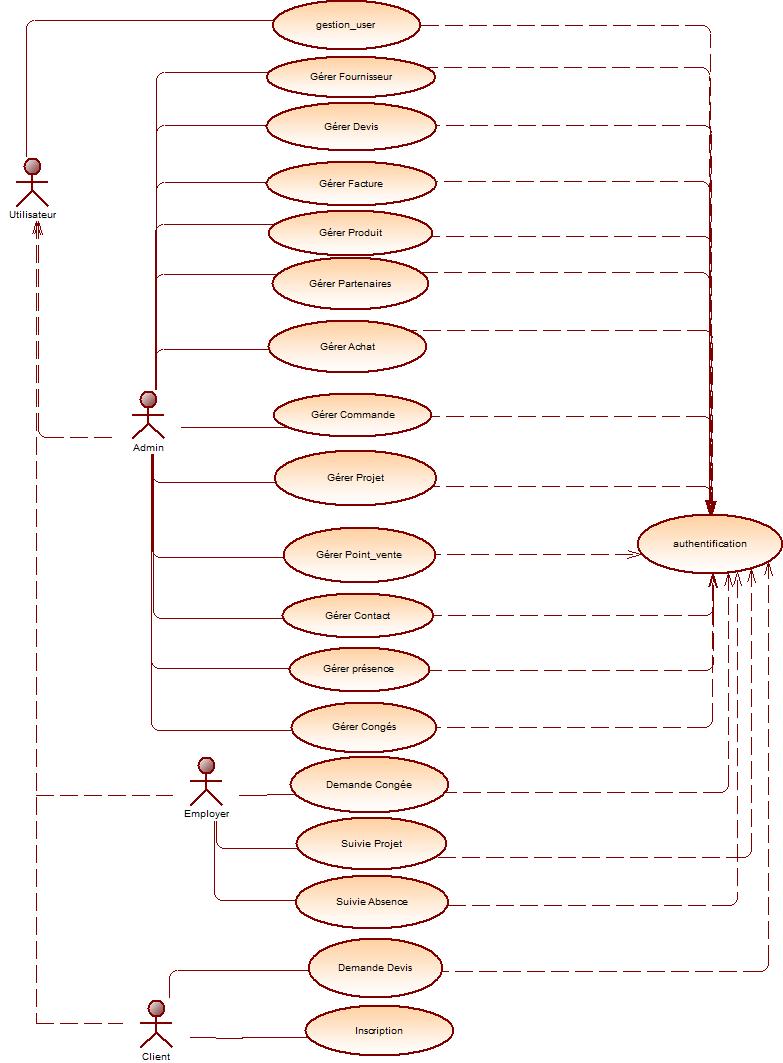 gestion_user
Gérer Fournisseur
Gérer Devis
Utilisateur
Gérer Facture
Gérer Produit
Gérer Partenaires
Gérer Achat
Admin
Gérer Commande
Gérer Projet
authentification
Gérer Point_vente
Gérer Contact
Gérer présence
Gérer Congés
Employer
Demande Congée
Suivie Projet
Suivie Absence
Demande Devis
Client
Inscription